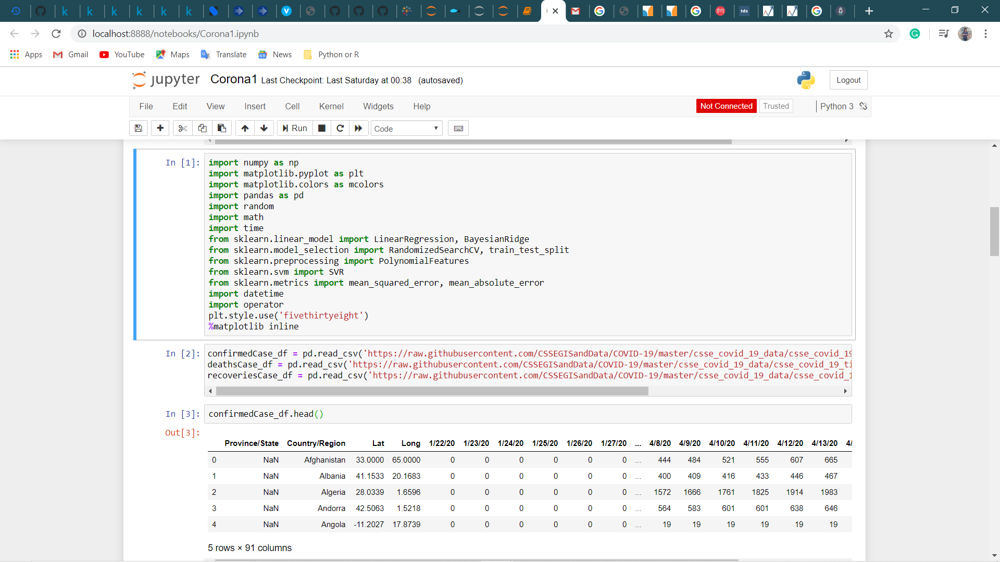 tds
localhost:8888/notebooks/Corona1.ipynb
Apps Gmail YouTube Maps Translate News Python or R
jupyter Corona1 Last Checkpoint: Last Saturday at 00:38 (autosaved) Logout
File Edit View Insert Cell Kernel Widgets Help Not Connected Trusted Python 3
Run Code
In [1]:
import numpy as np
import matplotlib.pyplot as plt
import matplotlib.colors as mcolors
import pandas as pd
import random
import math
import time
from sklearn.linear_model import LinearRegression, BayesianRidge
from sklearn.model_selection import RandomizedSearchCV, train_test_split
from sklearn.preprocessing import PolynomialFeatures
from sklearn.svm import SVR
from sklearn.metrics import mean_squared_error, mean_absolute_error
import datetime
import operator
plt.style.use('fivethirtyeight')
%matplotlib inline
In [2]:
confirmedCase_df = pd.read_csv('https://raw.githubusercontent.com/CSSEGISandData/COVID-19/master/csse_covid_19_data/csse_covid_19
deathsCase_df = pd.read_csv('https://raw.githubusercontent.com/CSSEGISandData/COVID-19/master/csse_covid_19_data/csse_covid_19_ti
recoveriesCase_df = pd.read_csv('https://raw.githubusercontent.com/CSSEGISandData/COVID-19/master/csse_covid_19_data/csse_covid_1
In [3]: confirmedCase_df.head()
Out[3]:
Province/State Country/Region Lat Long 1/22/20 1/23/20 1/24/20 1/25/20 1/26/20 1/27/20 ... 4/8/20 4/9/20 4/10/20 4/11/20 4/12/20 4/13/20 4/
0 NaN Afghanistan 33.0000 65.0000 0 0 0 0 0 0 ... 444 484 521 555 607 665
1 NaN Albania 41.1533 20.1683 0 0 0 0 0 0 ... 400 409 416 433 446 467
2 NaN Algeria 28.0339 1.6596 0 0 0 0 0 0 ... 1572 1666 1761 1825 1914 1983
3 NaN Andorra 42.5063 1.5218 0 0 0 0 0 0 ... 564 583 601 601 638 646
4 NaN Angola -11.2027 17.8739 0 0 0 0 0 0 ... 19 19 19 19 19 19
5 rows × 91 columns